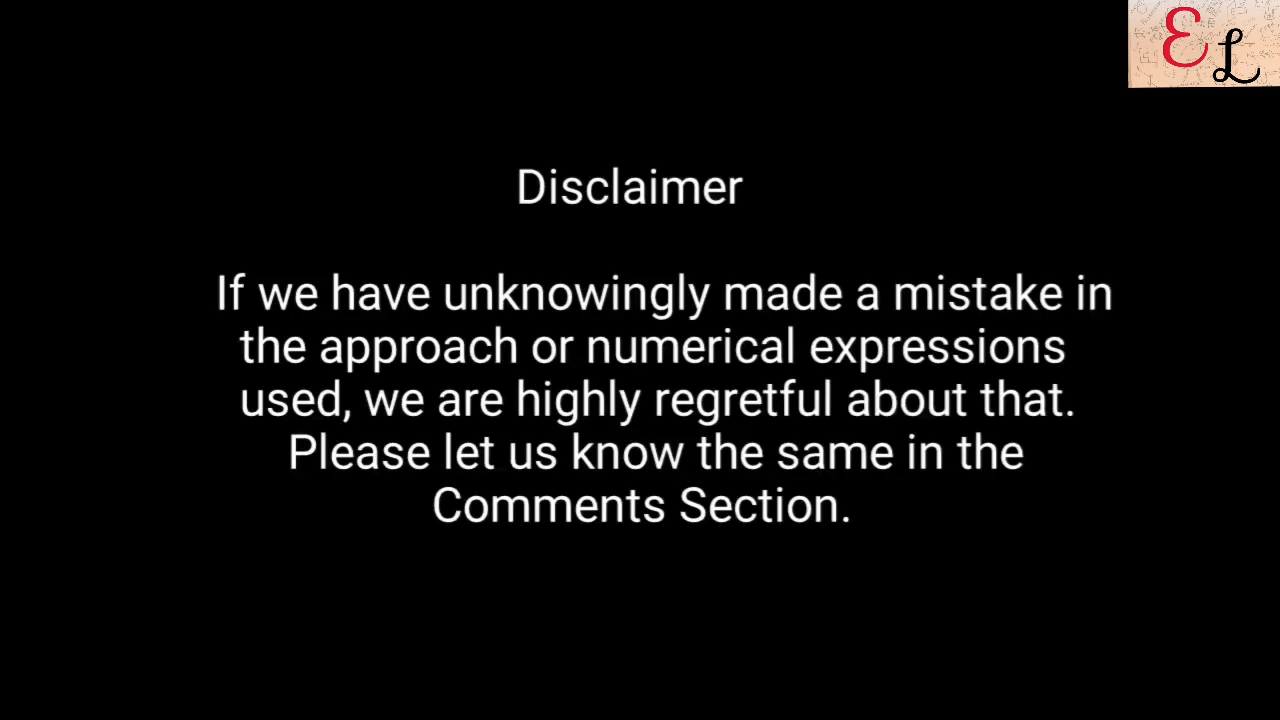 EL
Disclaimer
If we have unknowingly made a mistake in
the approach or numerical expressions
used, we are highly regretful about that.
Please let us know the same in the
Comments Section.